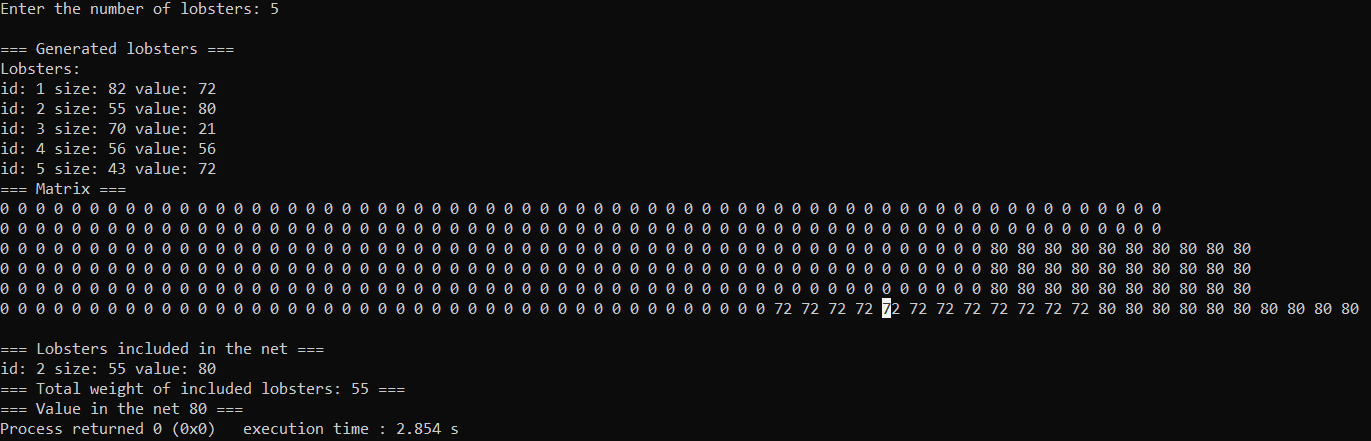 Enter the number of lobsters: 5
=== Generated lobsters ===
Lobsters:
id: 1 size: 82 value: 72
id: 2 size: 55 value: 80
id: 3 size: 70 value: 21
id: 4 size: 56 value: 56
id: 5 size: 43 value: 72
=== Matrix ===
0 0 0 0 0 0 0 0 0 0 0 0 0 0 0 0 0 0 0 0 0 0 0 0 0 0 0 0 0 0 0 0 0 0 0 0 0 0 0 0 0 0 0 0 0 0 0 0 0 0 0 0 0 0 0 0 0 0 0 0 0 0 0 0 0
0 0 0 0 0 0 0 0 0 0 0 0 0 0 0 0 0 0 0 0 0 0 0 0 0 0 0 0 0 0 0 0 0 0 0 0 0 0 0 0 0 0 0 0 0 0 0 0 0 0 0 0 0 0 0 0 0 0 0 0 0 0 0 0 0
0 0 0 0 0 0 0 0 0 0 0 0 0 0 0 0 0 0 0 0 0 0 0 0 0 0 0 0 0 0 0 0 0 0 0 0 0 0 0 0 0 0 0 0 0 0 0 0 0 0 0 0 0 0 0 80 80 80 80 80 80 80 80 80 80
0 0 0 0 0 0 0 0 0 0 0 0 0 0 0 0 0 0 0 0 0 0 0 0 0 0 0 0 0 0 0 0 0 0 0 0 0 0 0 0 0 0 0 0 0 0 0 0 0 0 0 0 0 0 0 80 80 80 80 80 80 80 80 80 80
0 0 0 0 0 0 0 0 0 0 0 0 0 0 0 0 0 0 0 0 0 0 0 0 0 0 0 0 0 0 0 0 0 0 0 0 0 0 0 0 0 0 0 0 0 0 0 0 0 0 0 0 0 0 0 80 80 80 80 80 80 80 80 80 80
0 0 0 0 0 0 0 0 0 0 0 0 0 0 0 0 0 0 0 0 0 0 0 0 0 0 0 0 0 0 0 0 0 0 0 0 0 0 0 0 0 0 0 72 72 72 72 72 72 72 72 72 72 72 72 80 80 80 80 80 80 80 80 80 80
=== Lobsters included in the net ===
id: 2 size: 55 value: 80
=== Total weight of included lobsters: 55 ===
=== Value in the net 80 ===
Process returned 0 (0x0)   execution time : 2.854 s